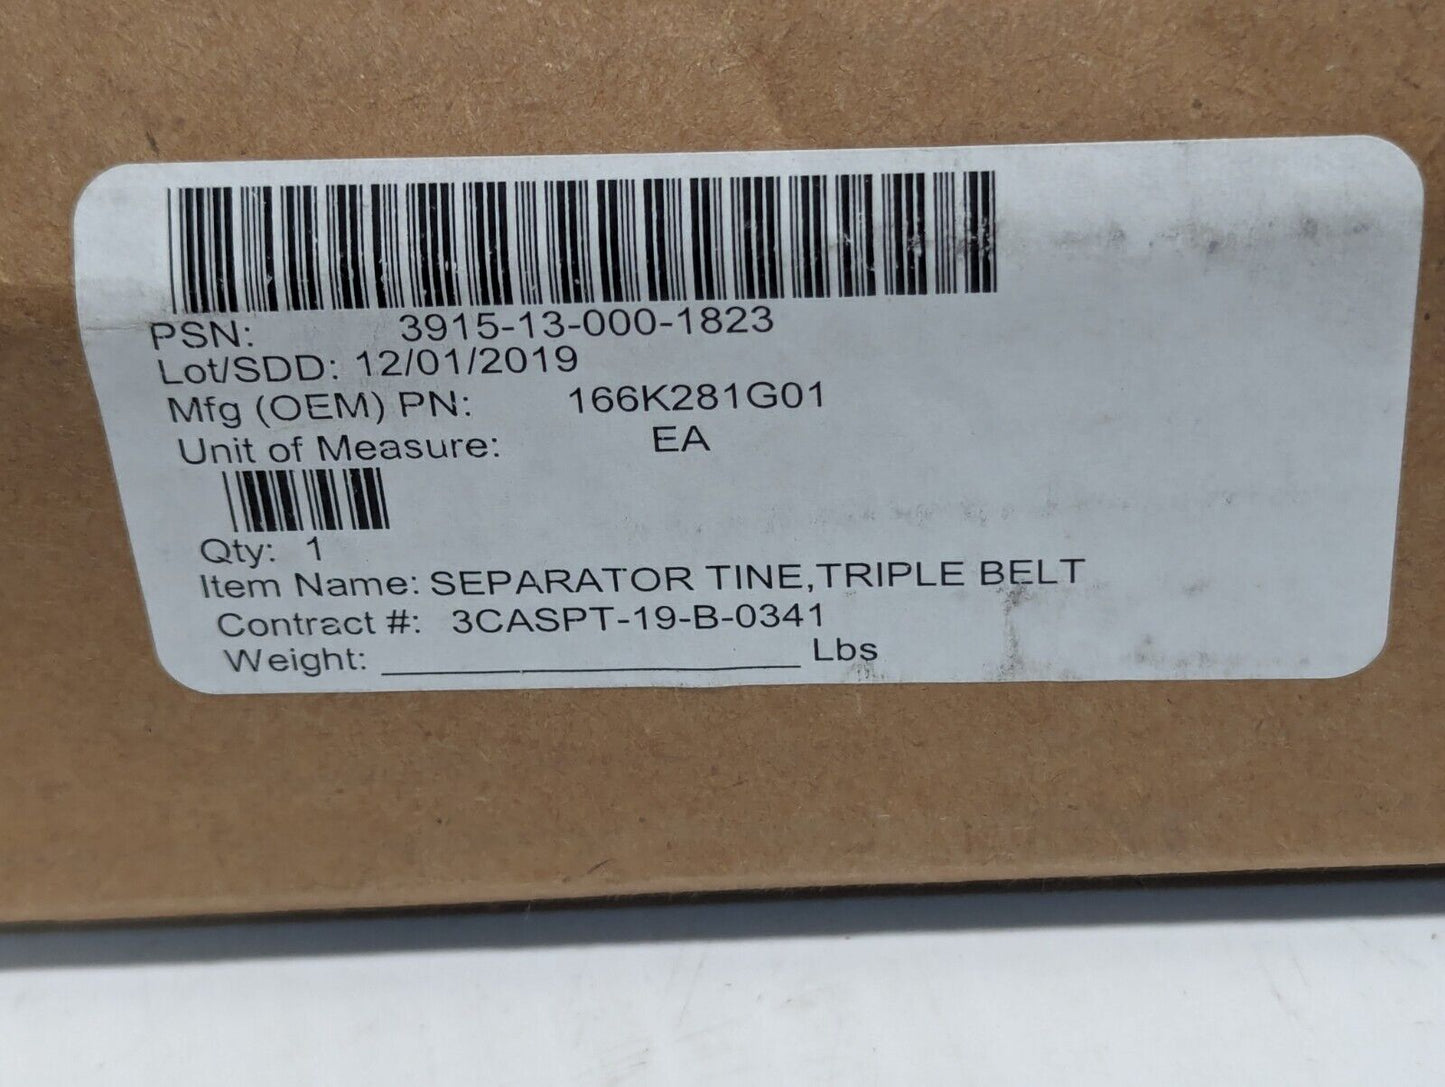 PSN: 3915-13-000-1823
Lot/SDD: 12/01/2019
Mfg (OEM) PN: 166K281G01
Unit of Measure: EA
Qty: 1
Item Name: SEPARATOR TINE,TRIPLE BELT
Contract #: 3CASPT-19-B-0341
Weight: Lbs